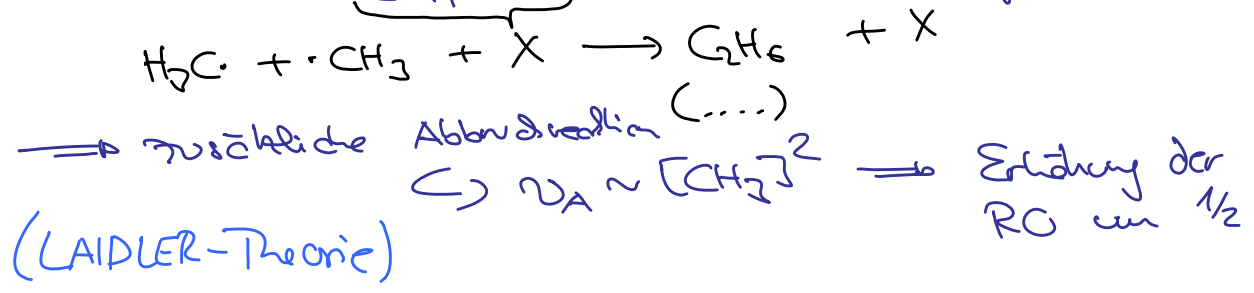 H₃C· + ·CH₃ + X ⟶ C₂H₆ + X
(....)
⟹ zusätzliche Abbruchreaktion
↪ v_A ~ [CH₃]² ⟹ Erhöhung der
RO um 1/2
(LAIDLER-Theorie)